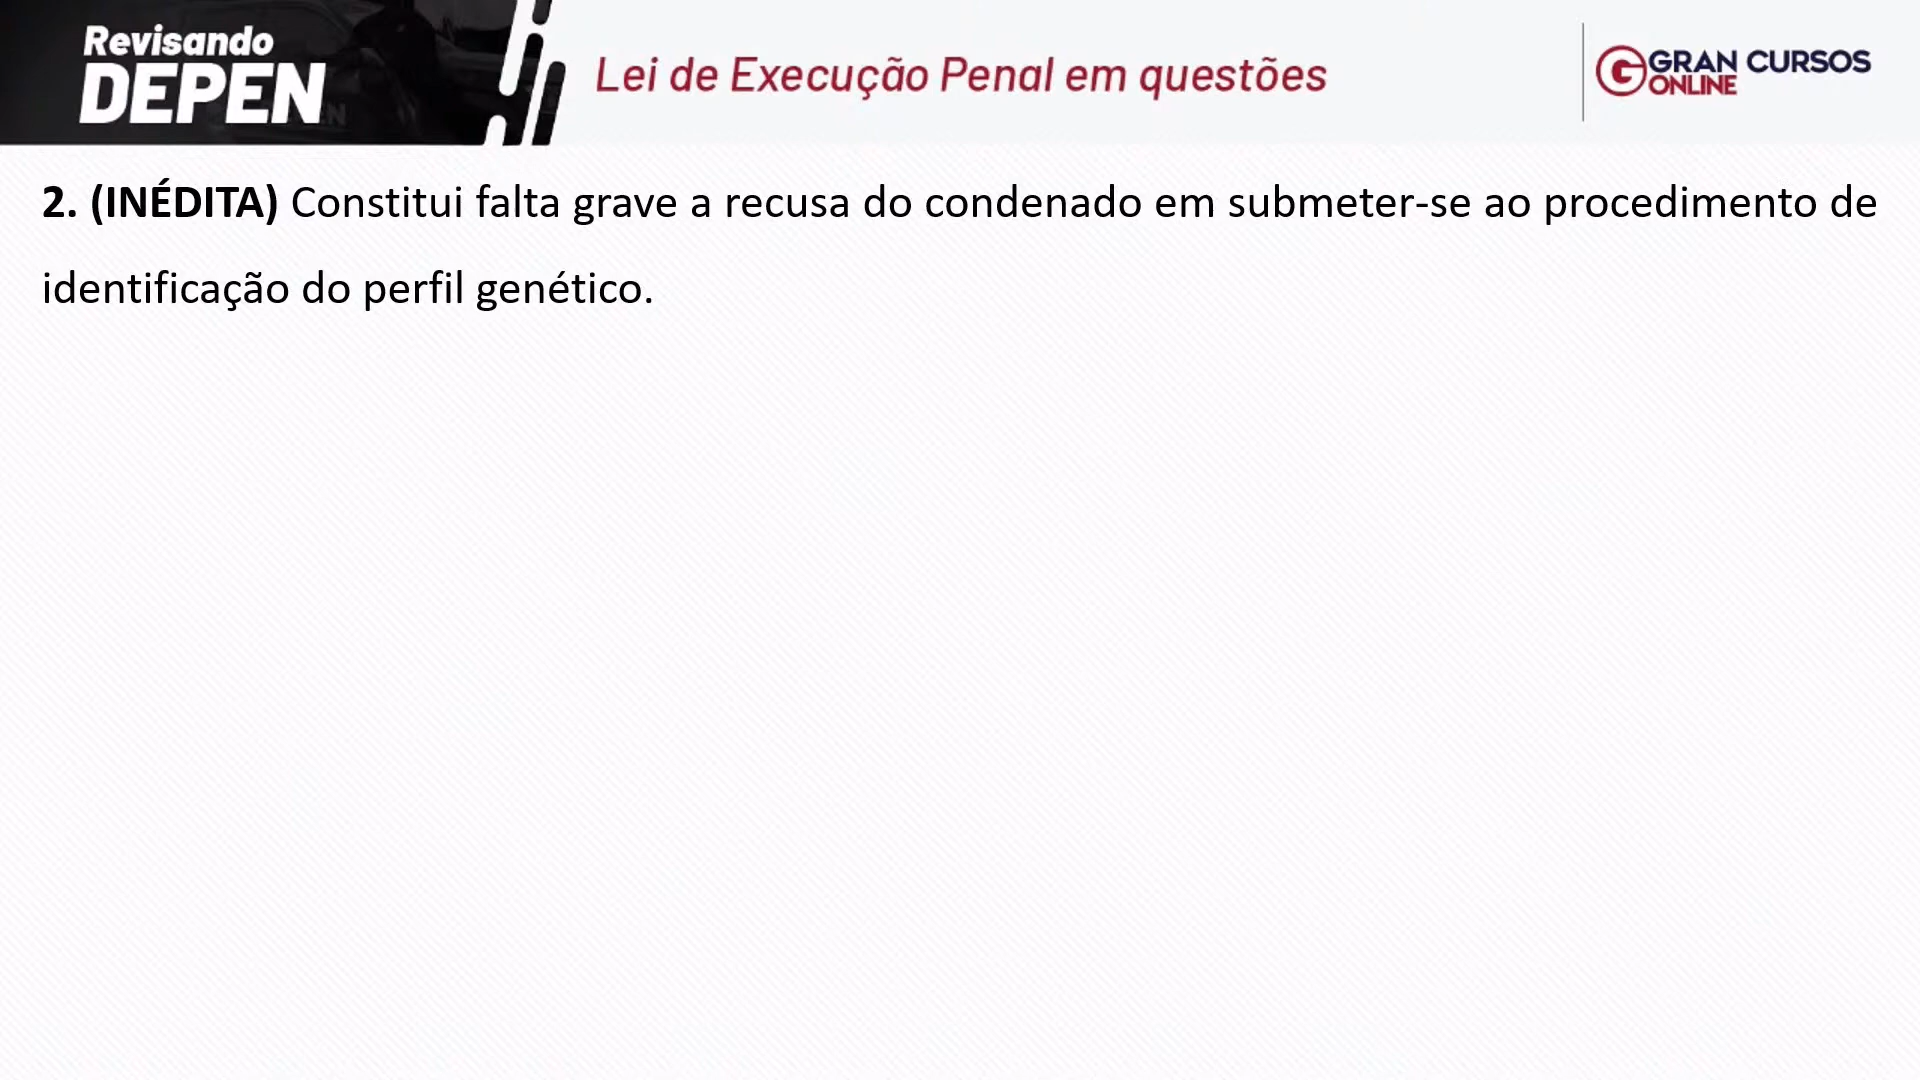 Revisando
DEPEN
Lei de Execução Penal em questões
GRAN CURSOS
ONLINE
2. (INÉDITA) Constitui falta grave a recusa do condenado em submeter-se ao procedimento de
identificação do perfil genético.